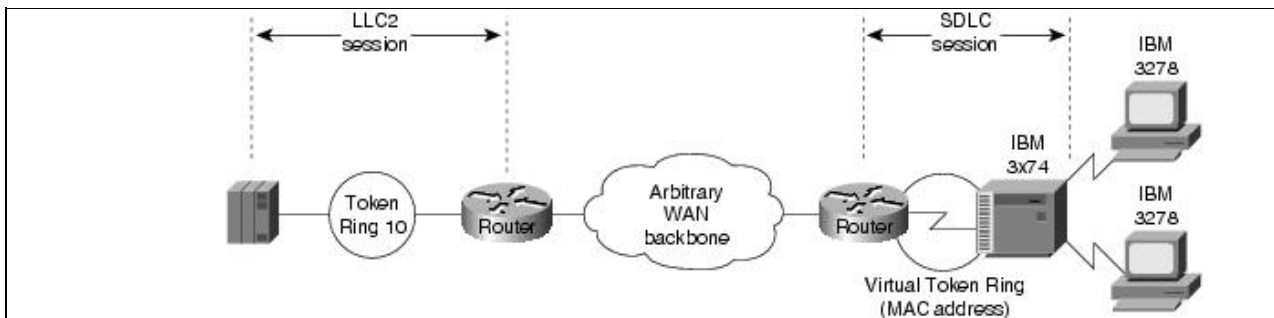 LLC2
session
SDLC
session
IBM
3278
IBM
3x74
Token
Ring 10
Router
Arbitrary
WAN
backbone
Router
IBM
3278
Virtual Token Ring
(MAC address)